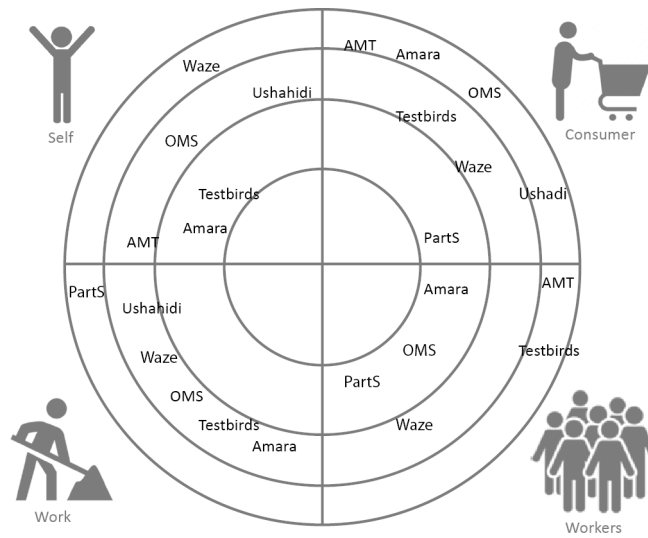 AMT
Amara
Waze
Ushahidi
OMS
Testbirds
Self
Consumer
OMS
Waze
Testbirds
Ushadi
Amara
AMT
PartS
PartS
Amara
AMT
Ushahidi
OMS
Testbirds
Waze
PartS
OMS
Testbirds
Waze
Amara
Work
Workers